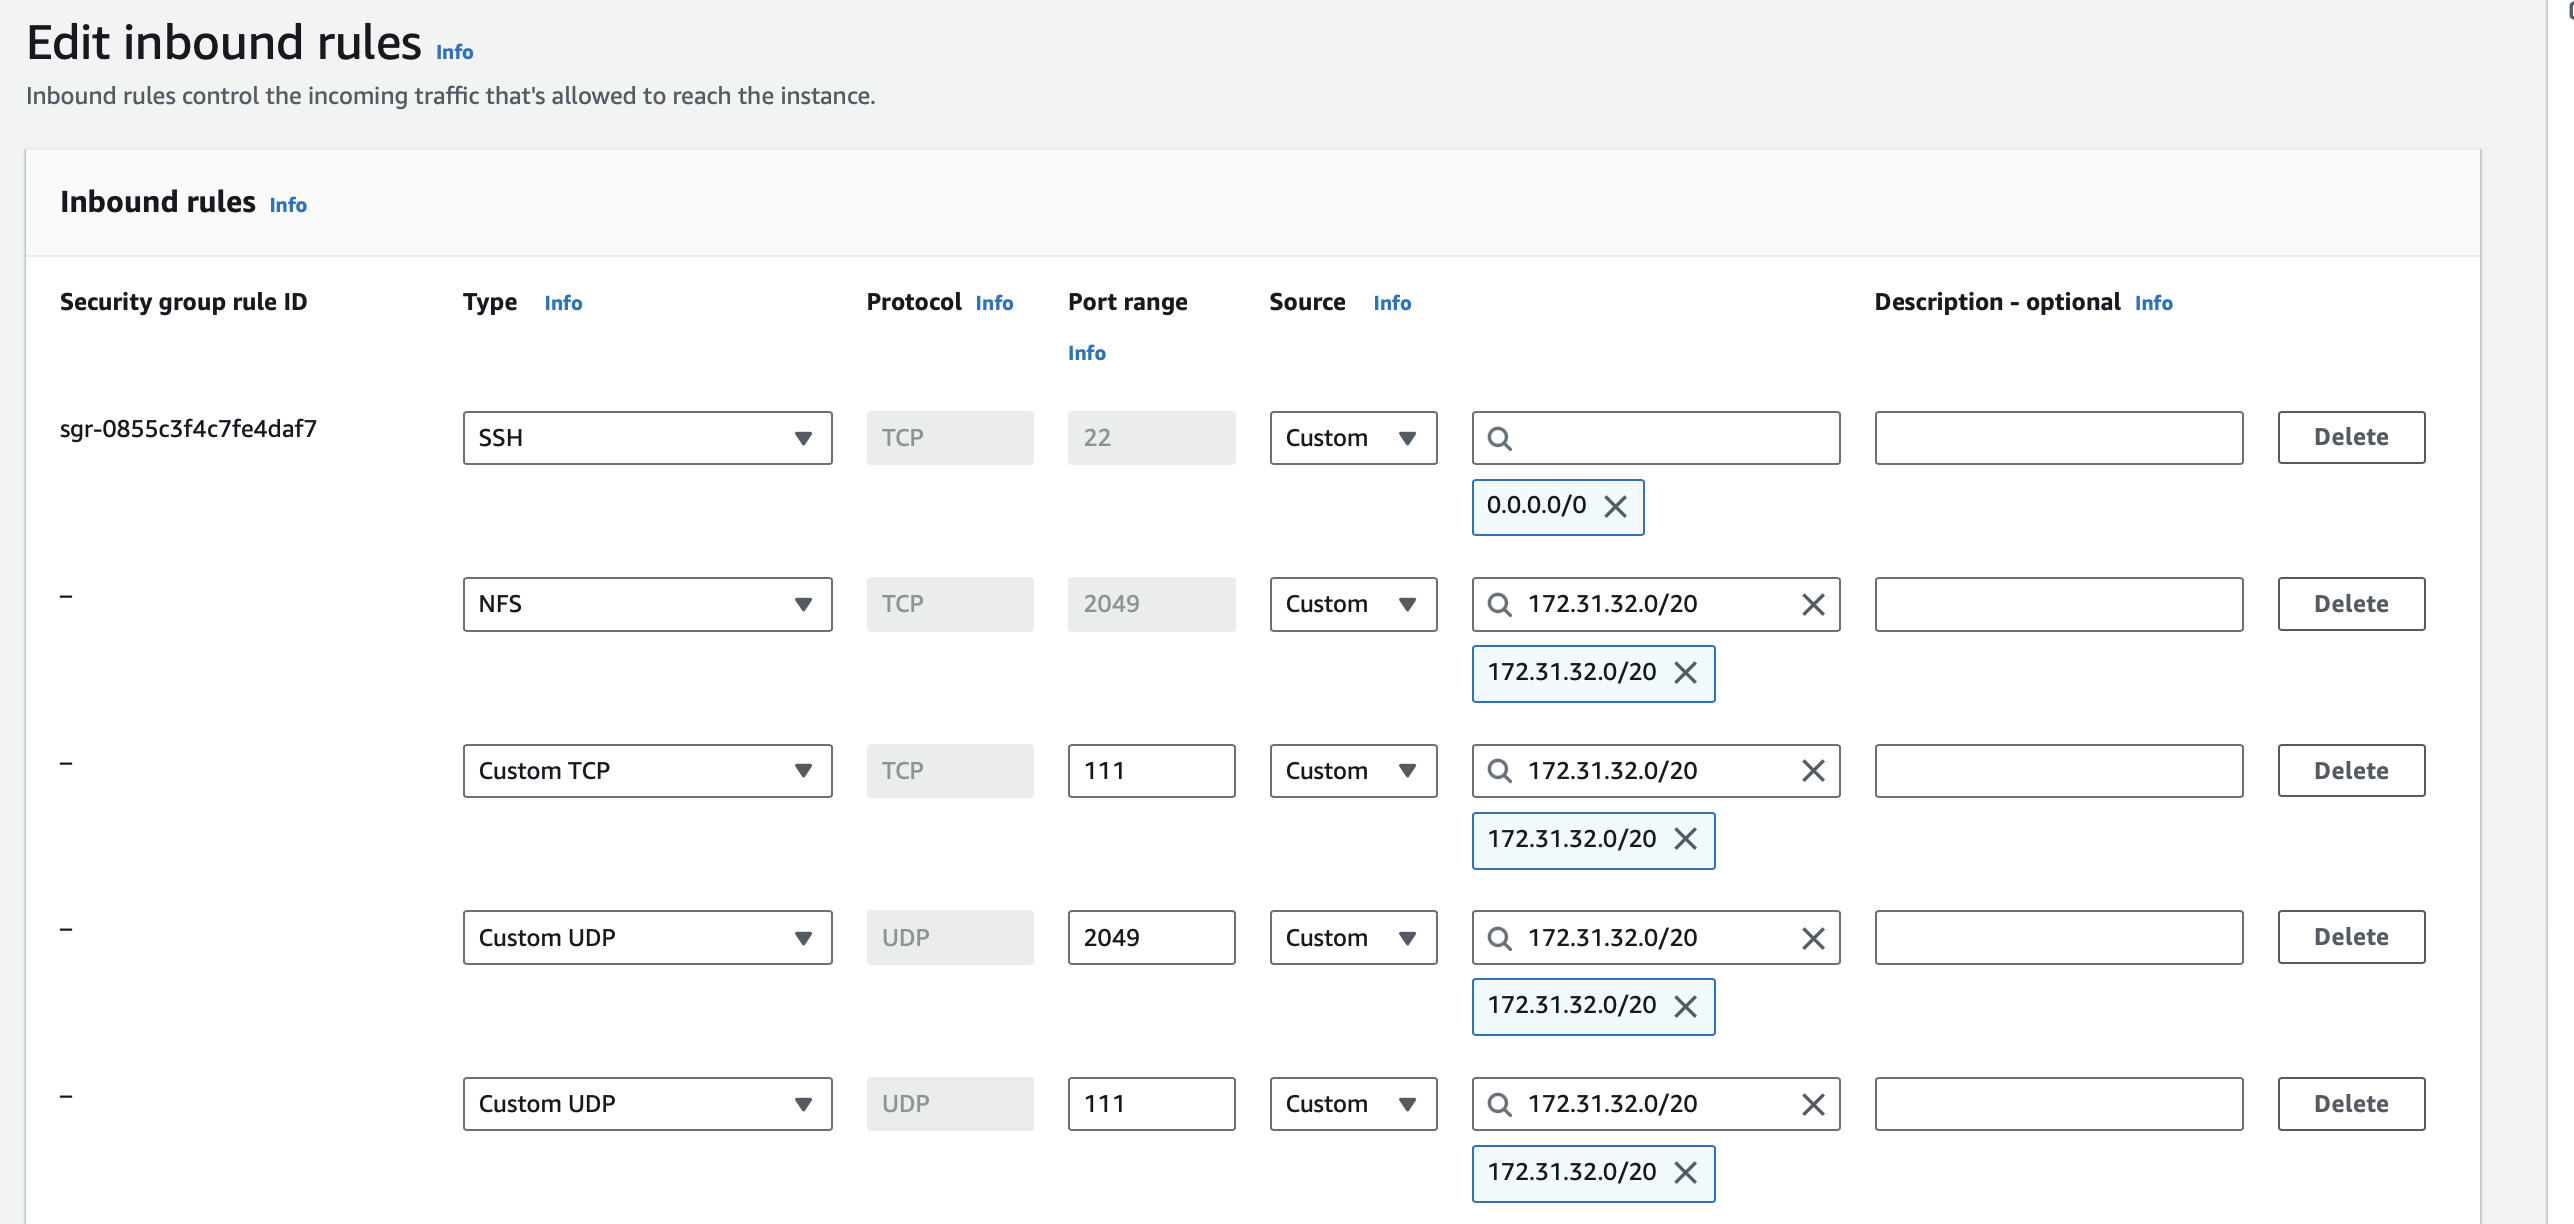 Edit inbound rules Info
Inbound rules control the incoming traffic that's allowed to reach the instance.
Inbound rules Info
Security group rule ID Type Info Protocol Info Port range Info Source Info Description - optional Info
sgr-0855c3f4c7fe4daf7 SSH TCP 22 Custom Delete
0.0.0.0/0
– NFS TCP 2049 Custom 172.31.32.0/20 Delete
172.31.32.0/20
– Custom TCP TCP 111 Custom 172.31.32.0/20 Delete
172.31.32.0/20
– Custom UDP UDP 2049 Custom 172.31.32.0/20 Delete
172.31.32.0/20
– Custom UDP UDP 111 Custom 172.31.32.0/20 Delete
172.31.32.0/20